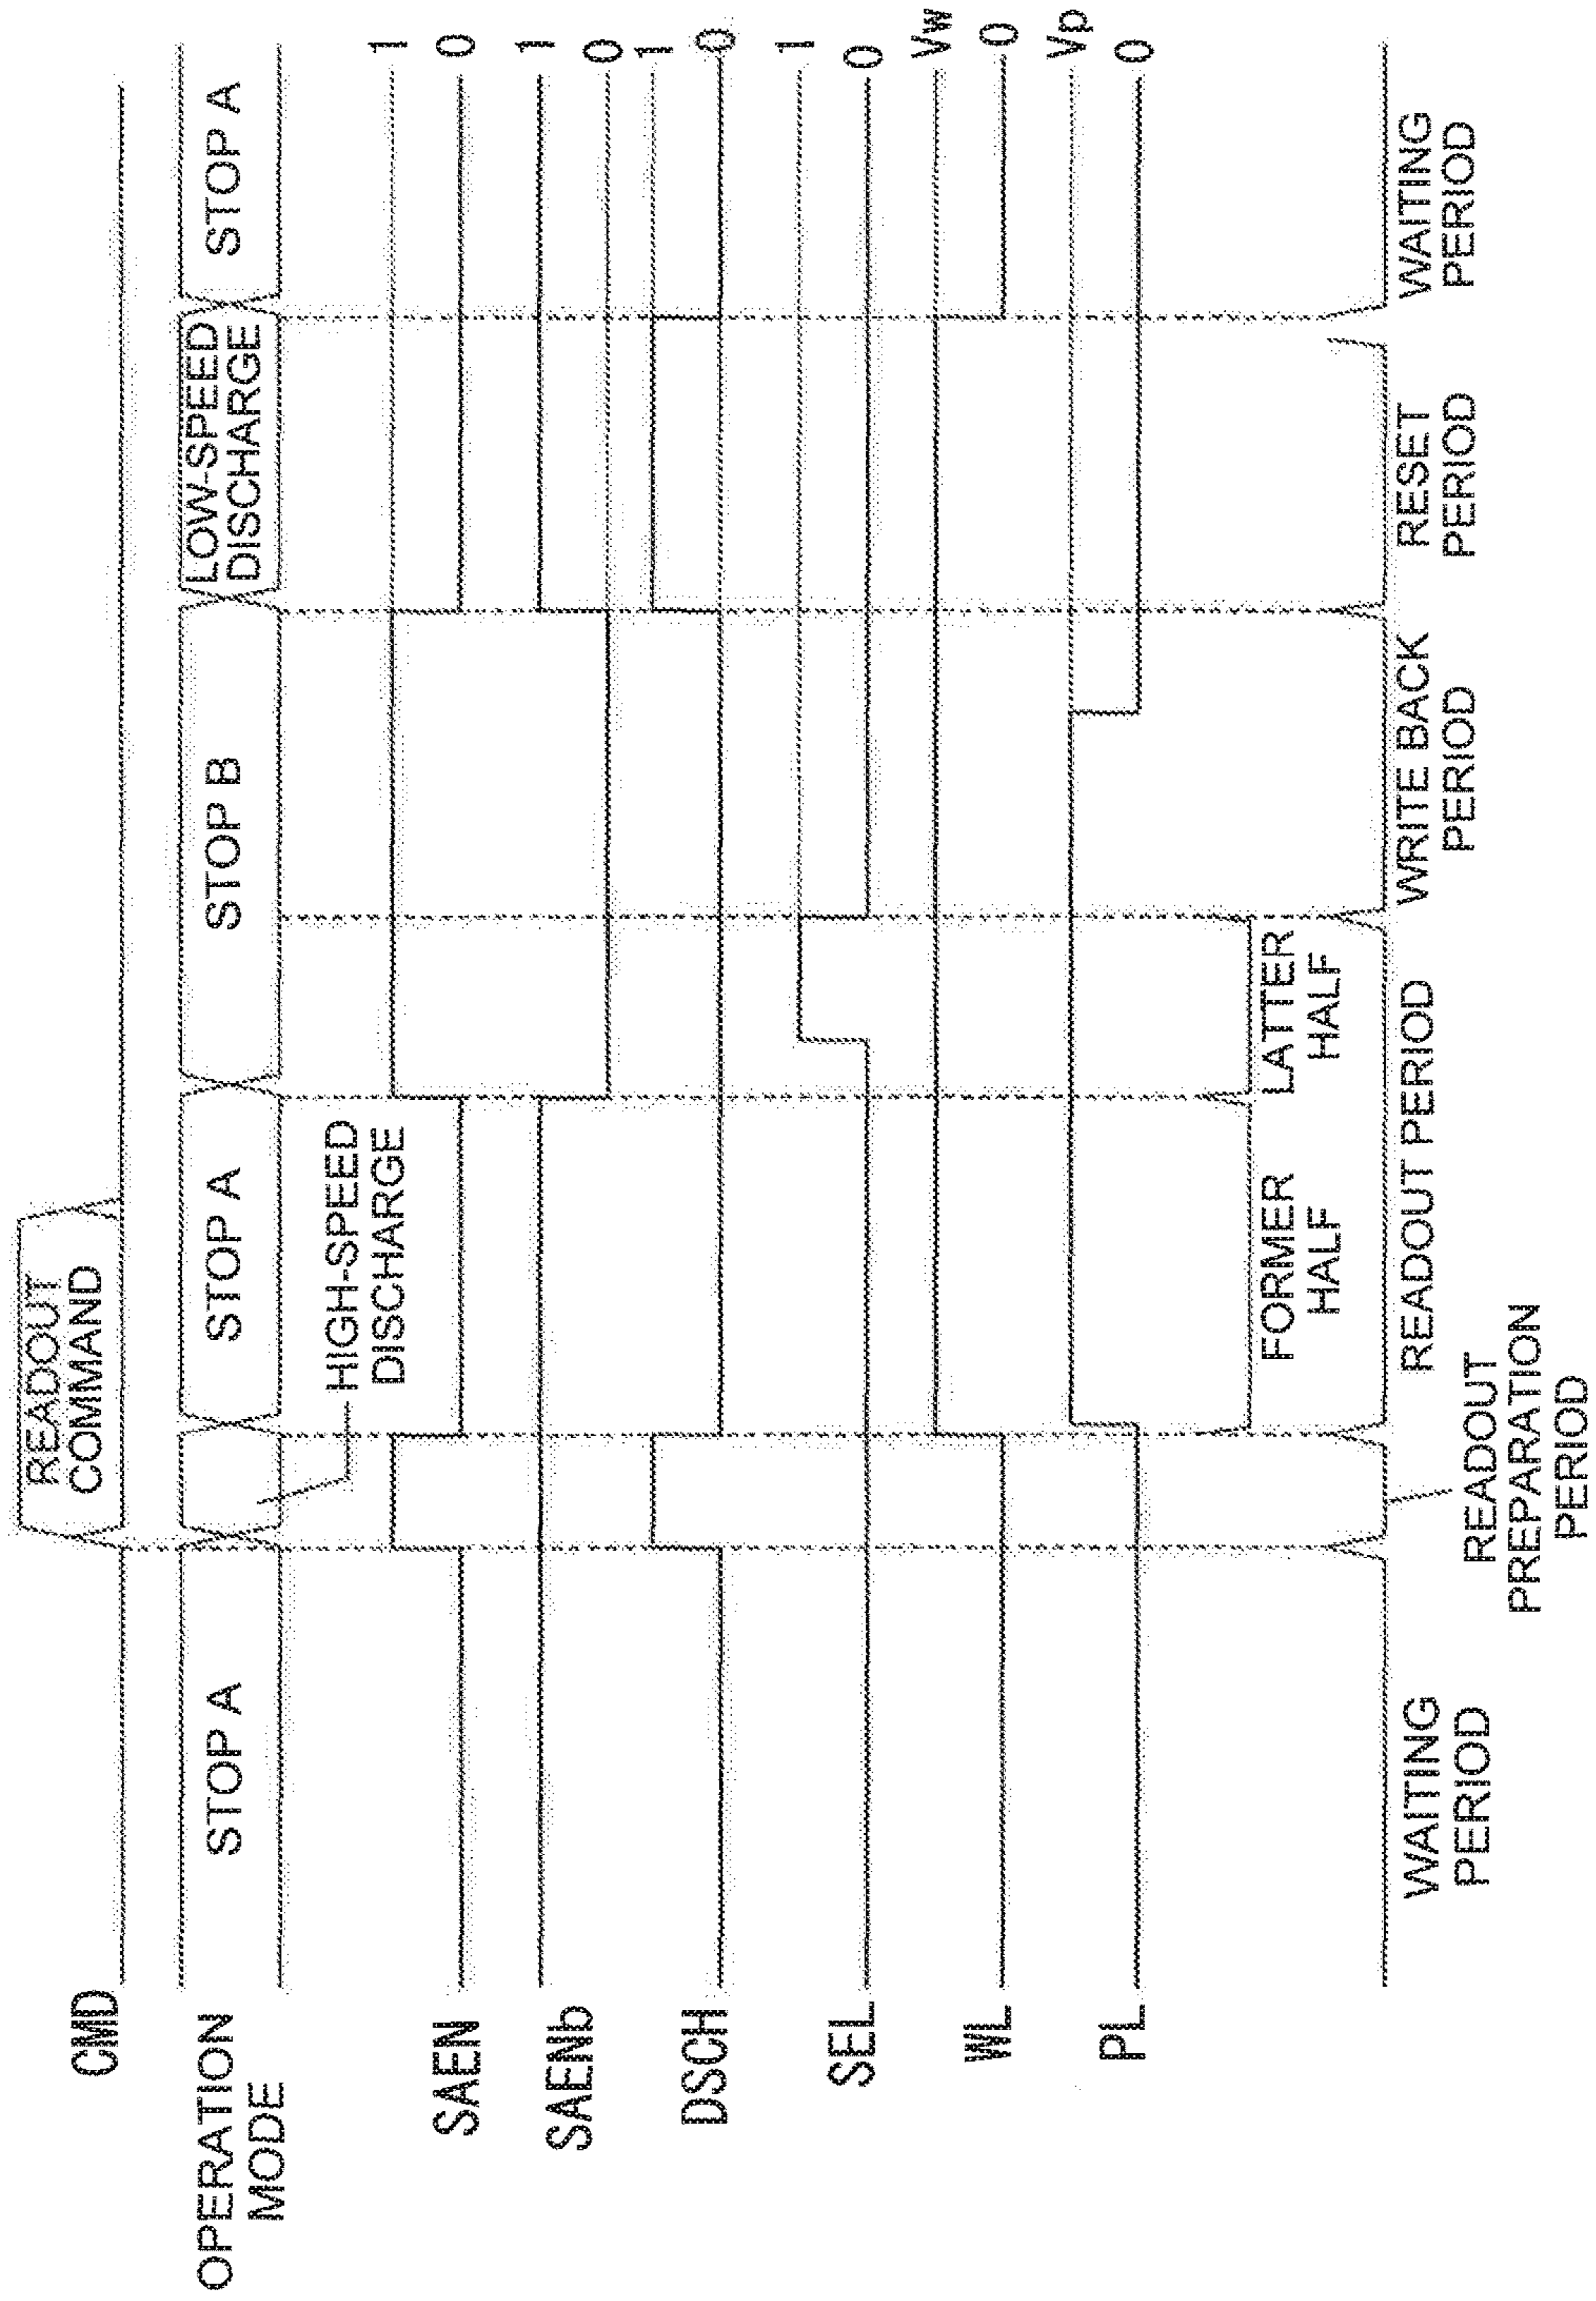 CMD
READOUT
COMMAND
OPERATION
MODE
STOP A
STOP A
STOP B
LOW-SPEED
DISCHARGE
STOP A
HIGH-SPEED
DISCHARGE
SAEN
1
0
SAENb
1
0
DSCH
1
0
SEL
1
0
WL
Vw
0
PL
Vp
0
FORMER
HALF
LATTER
HALF
WAITING
PERIOD
READOUT
PREPARATION
PERIOD
READOUT PERIOD
WRITE BACK
PERIOD
RESET
PERIOD
WAITING
PERIOD